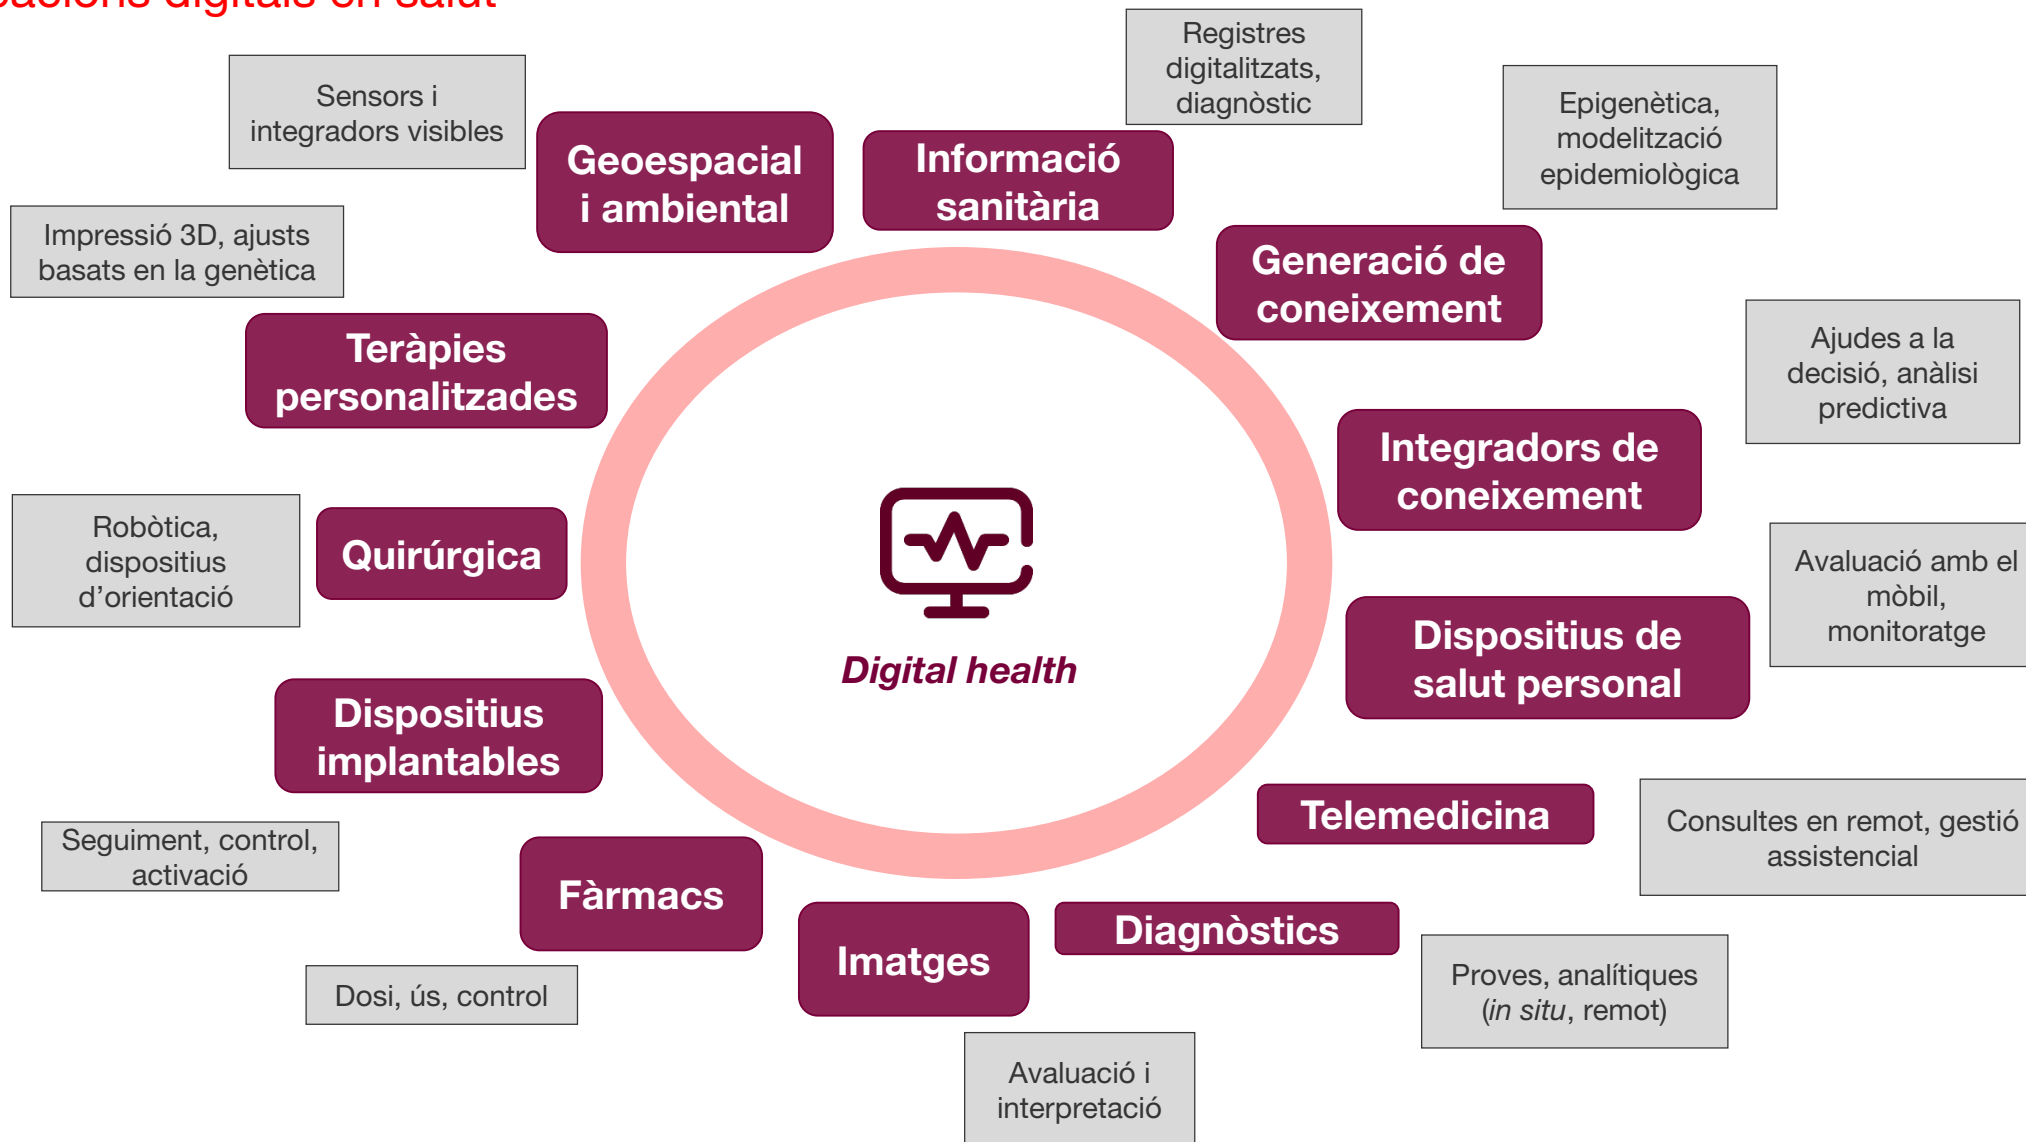 digitals en salut
Registres
digitalitzats,
diagnòstic
Sensors i
integradors visibles
Epigenètica,
modelització
epidemiològica
Geoespacial
i ambiental
Informació
sanitària
Impressió 3D, ajusts
basats en la genètica
Generació de
coneixement
Teràpies
personalitzades
Ajudes a la
decisió, anàlisi
predictiva
Integradors de
coneixement
Robòtica,
dispositius
d’orientació
Quirúrgica
Avaluació amb el
mòbil,
monitoratge
Dispositius de
salut personal
Digital health
Dispositius
implantables
Telemedicina
Consultes en remot, gestió
assistencial
Seguiment, control,
activació
Fàrmacs
Imatges
Diagnòstics
Dosi, ús, control
Proves, analítiques
(in situ, remot)
Avaluació i
interpretació